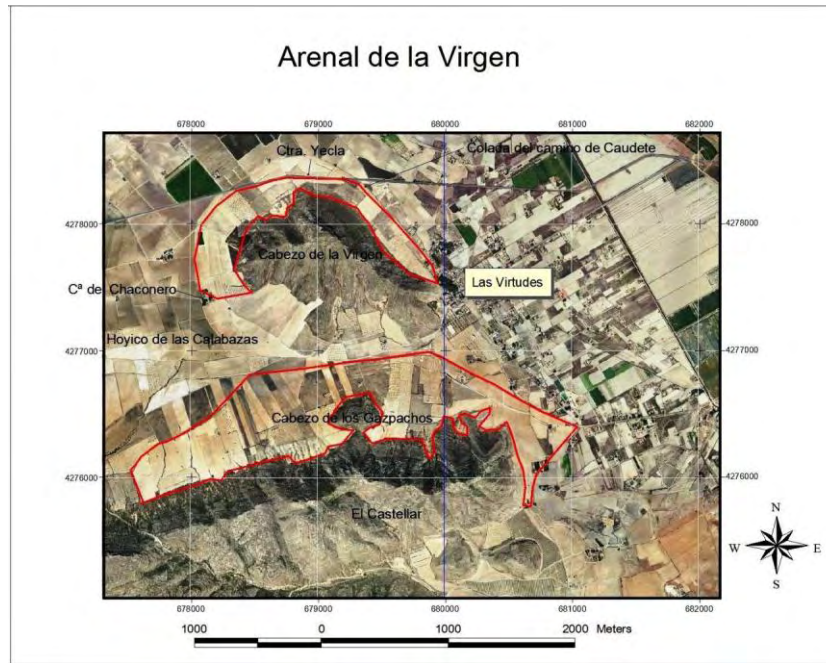 Arenal de la Virgen
678000 679000 680000 681000 682000
Ctra. Yecla
Colada del camino de Caudete
4278000 4278000
Cabezo de la Virgen
Las Virtudes
Cª del Chaconero
Hoyico de las Calabazas
4277000 4277000
Cabezo de los Gazpachos
4276000 4276000
El Castellar
N
W E
S
678000 679000 680000 681000 682000
1000 0 1000 2000 Meters